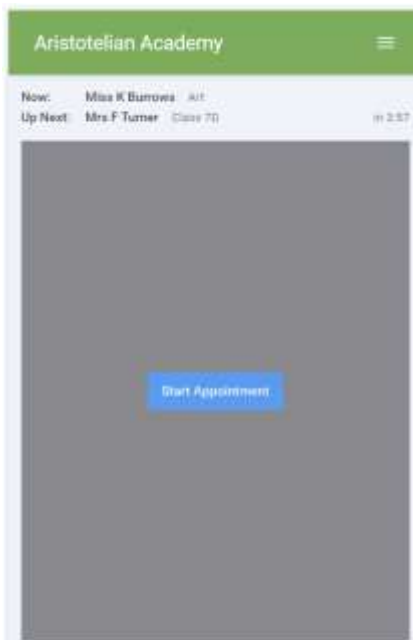 Aristotelian Academy
Now: Miss K Burrows Art
Up Next: Mrs F Turner Class 7D in 2:57
Start Appointment